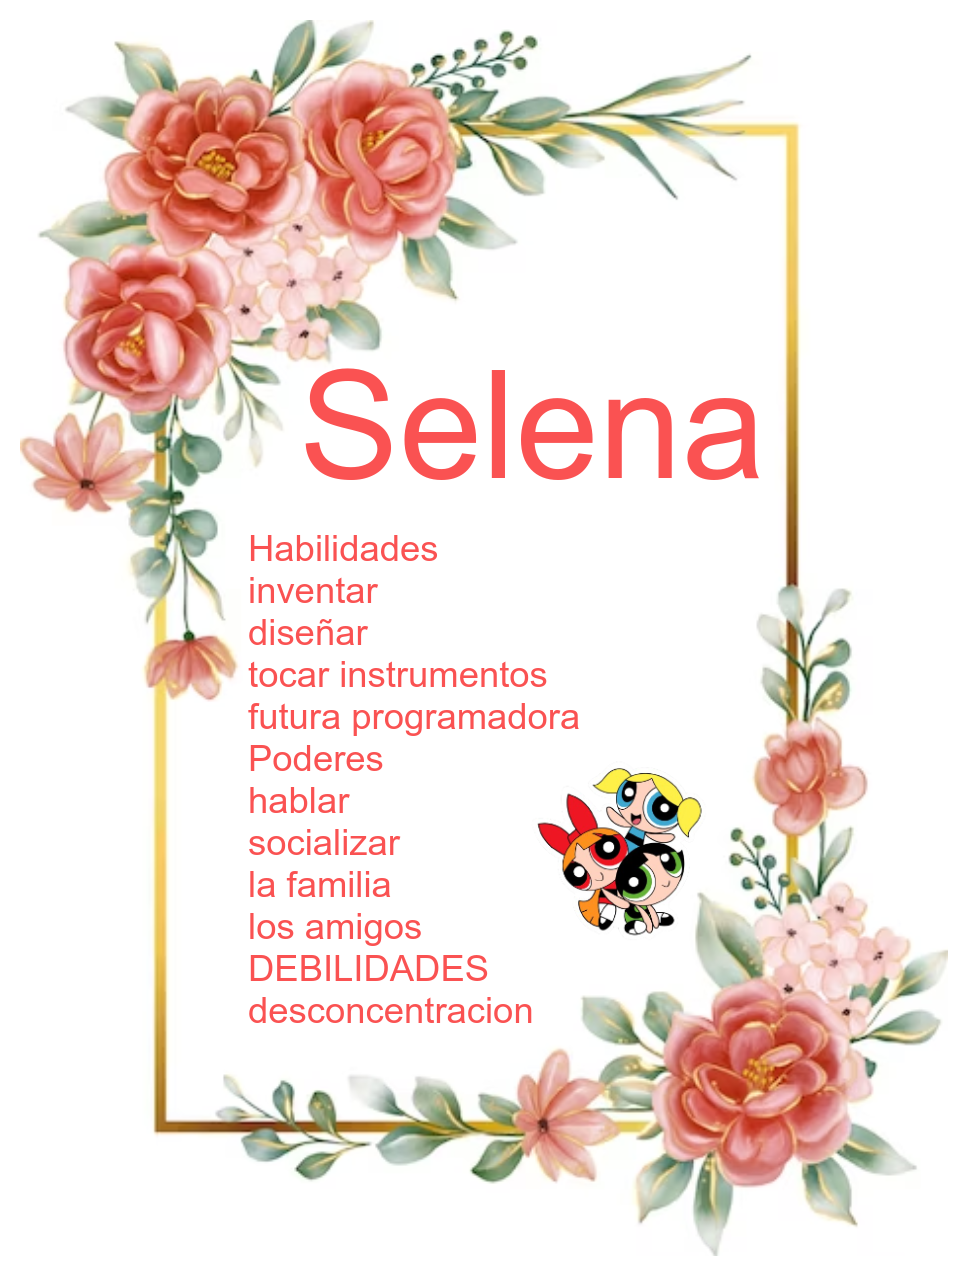 Selena
Habilidades
inventar
diseñar
tocar instrumentos
futura programadora
Poderes
hablar
socializar
la familia
los amigos
DEBILIDADES
desconcentracion